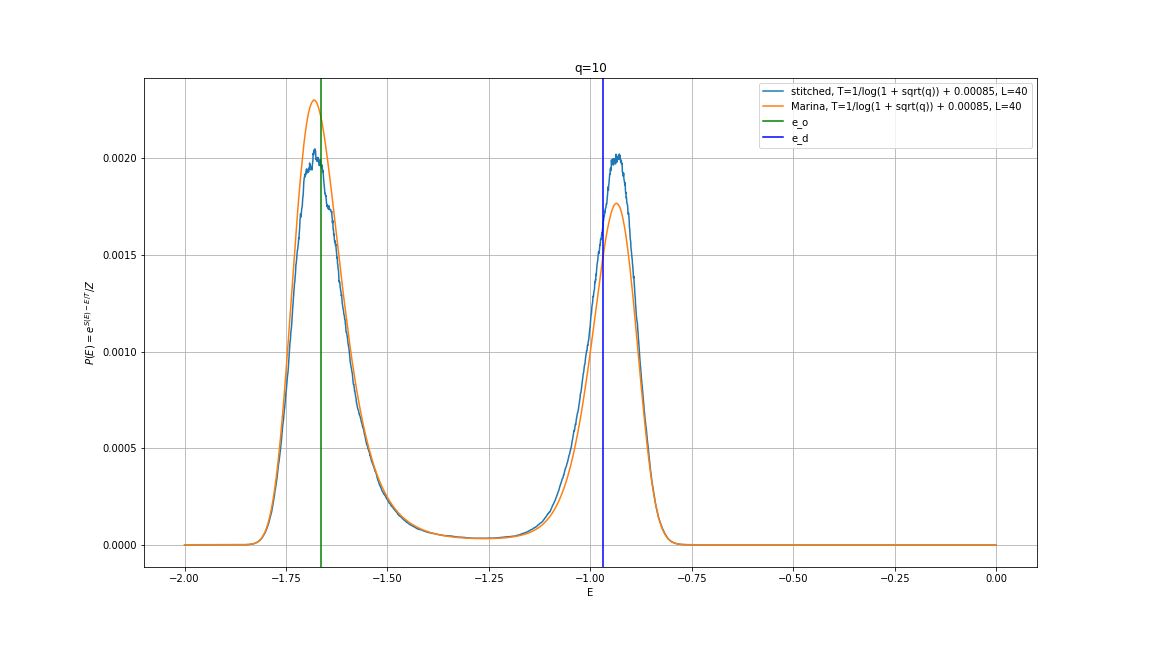 q=10
stitched, T=1/log(1 + sqrt(q)) + 0.00085, L=40
Marina, T=1/log(1 + sqrt(q)) + 0.00085, L=40
e_o
e_d
P(E) = e^{S(E) − E/T}/Z
0.0020
0.0015
0.0010
0.0005
0.0000
−2.00 −1.75 −1.50 −1.25 −1.00 −0.75 −0.50 −0.25 0.00
E